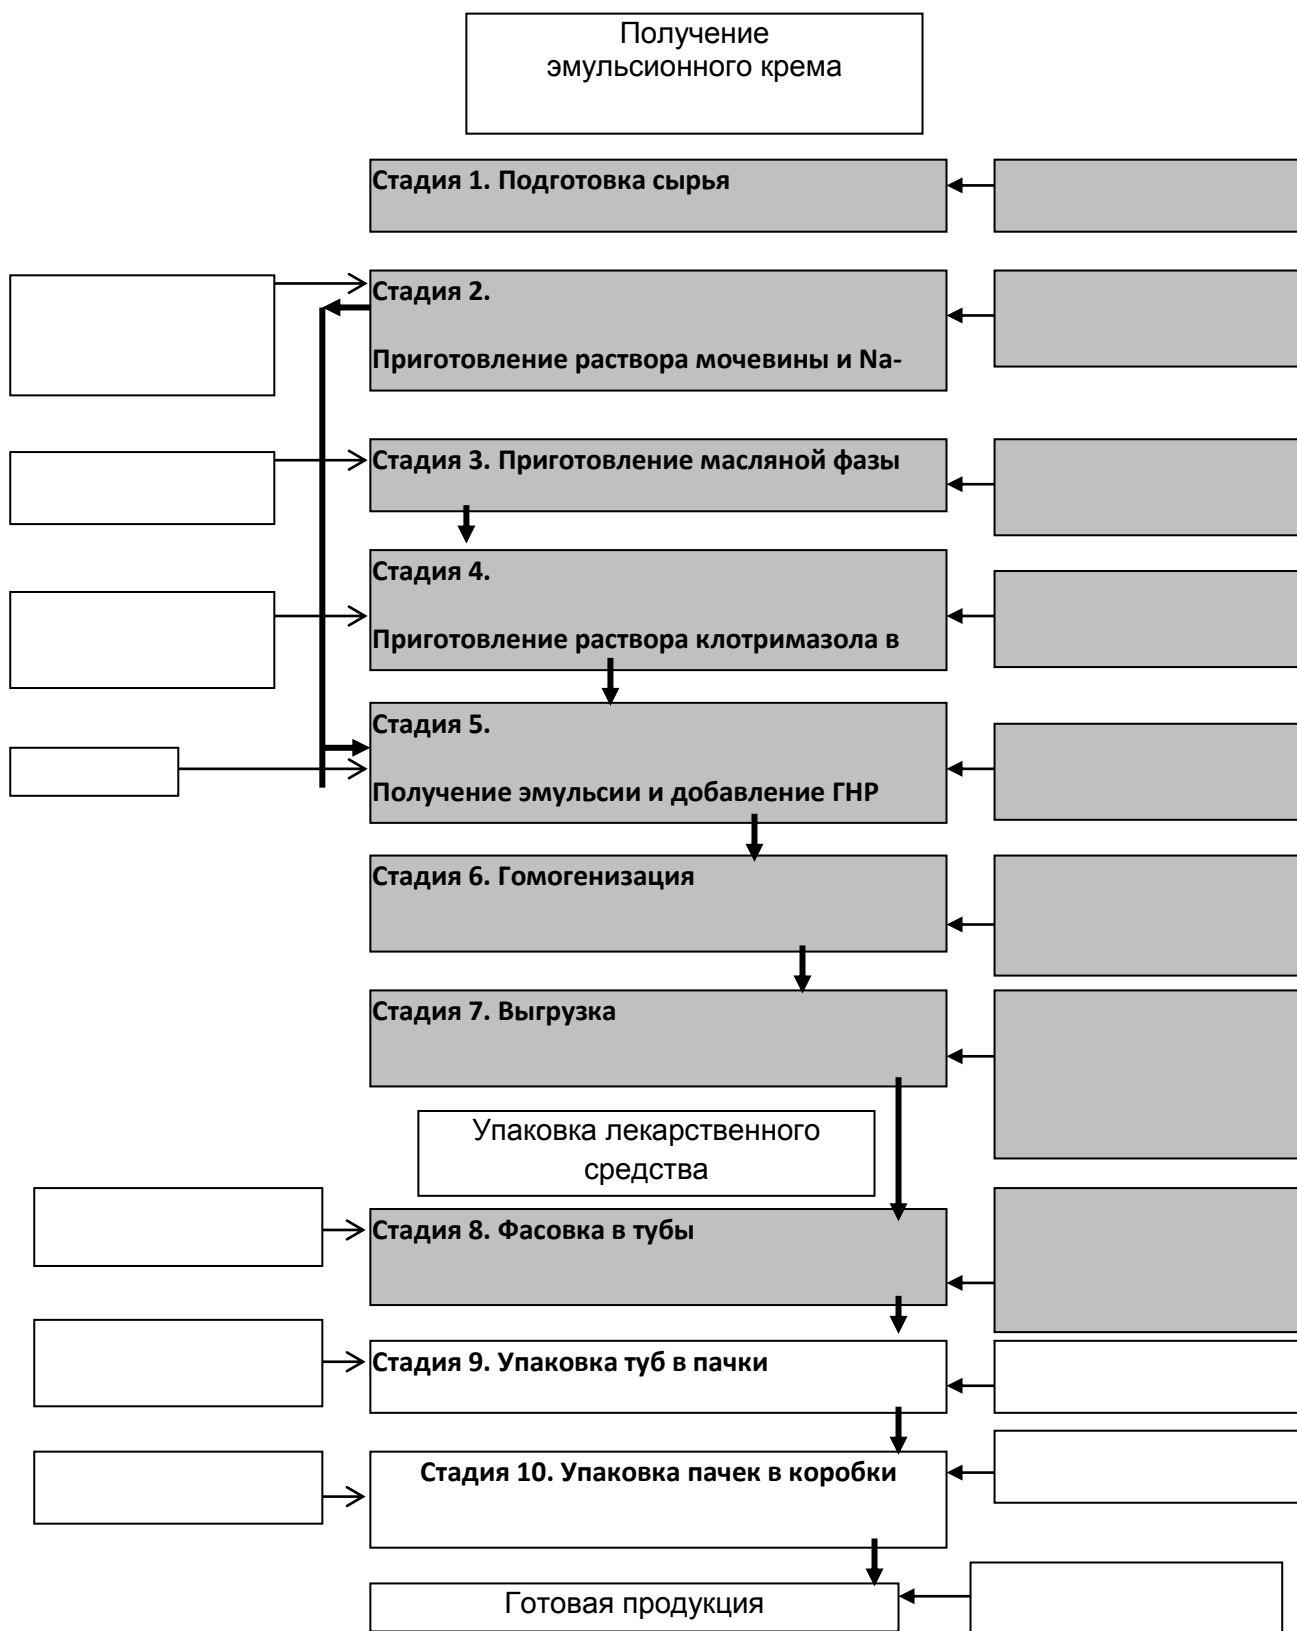 Получение
эмульсионного крема
Стадия 1. Подготовка сырья
Стадия 2.
Приготовление раствора мочевины и Na-
Стадия 3. Приготовление масляной фазы
Стадия 4.
Приготовление раствора клотримазола в
Стадия 5.
Получение эмульсии и добавление ГНР
Стадия 6. Гомогенизация
Стадия 7. Выгрузка
Упаковка лекарственного
средства
Стадия 8. Фасовка в тубы
Стадия 9. Упаковка туб в пачки
Стадия 10. Упаковка пачек в коробки
Готовая продукция